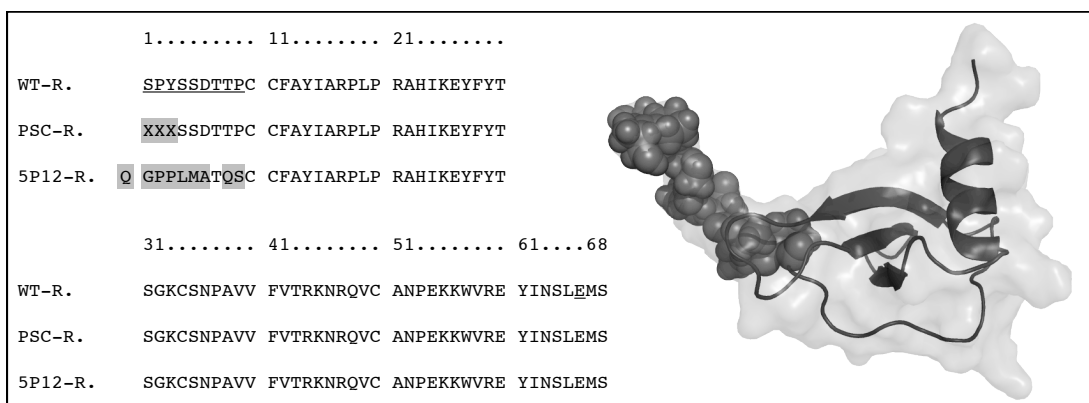 1......... 11........ 21........
WT-R. SPYSSDTTPC CFAYIARPLP RAHIKEYFYT
PSC-R. XXXSSDTTPC CFAYIARPLP RAHIKEYFYT
5P12-R. Q GPPLMATQSC CFAYIARPLP RAHIKEYFYT
31........ 41........ 51........ 61....68
WT-R. SGKCSNPAVV FVTRKNRQVC ANPEKKWVRE YINSLEMS
PSC-R. SGKCSNPAVV FVTRKNRQVC ANPEKKWVRE YINSLEMS
5P12-R. SGKCSNPAVV FVTRKNRQVC ANPEKKWVRE YINSLEMS